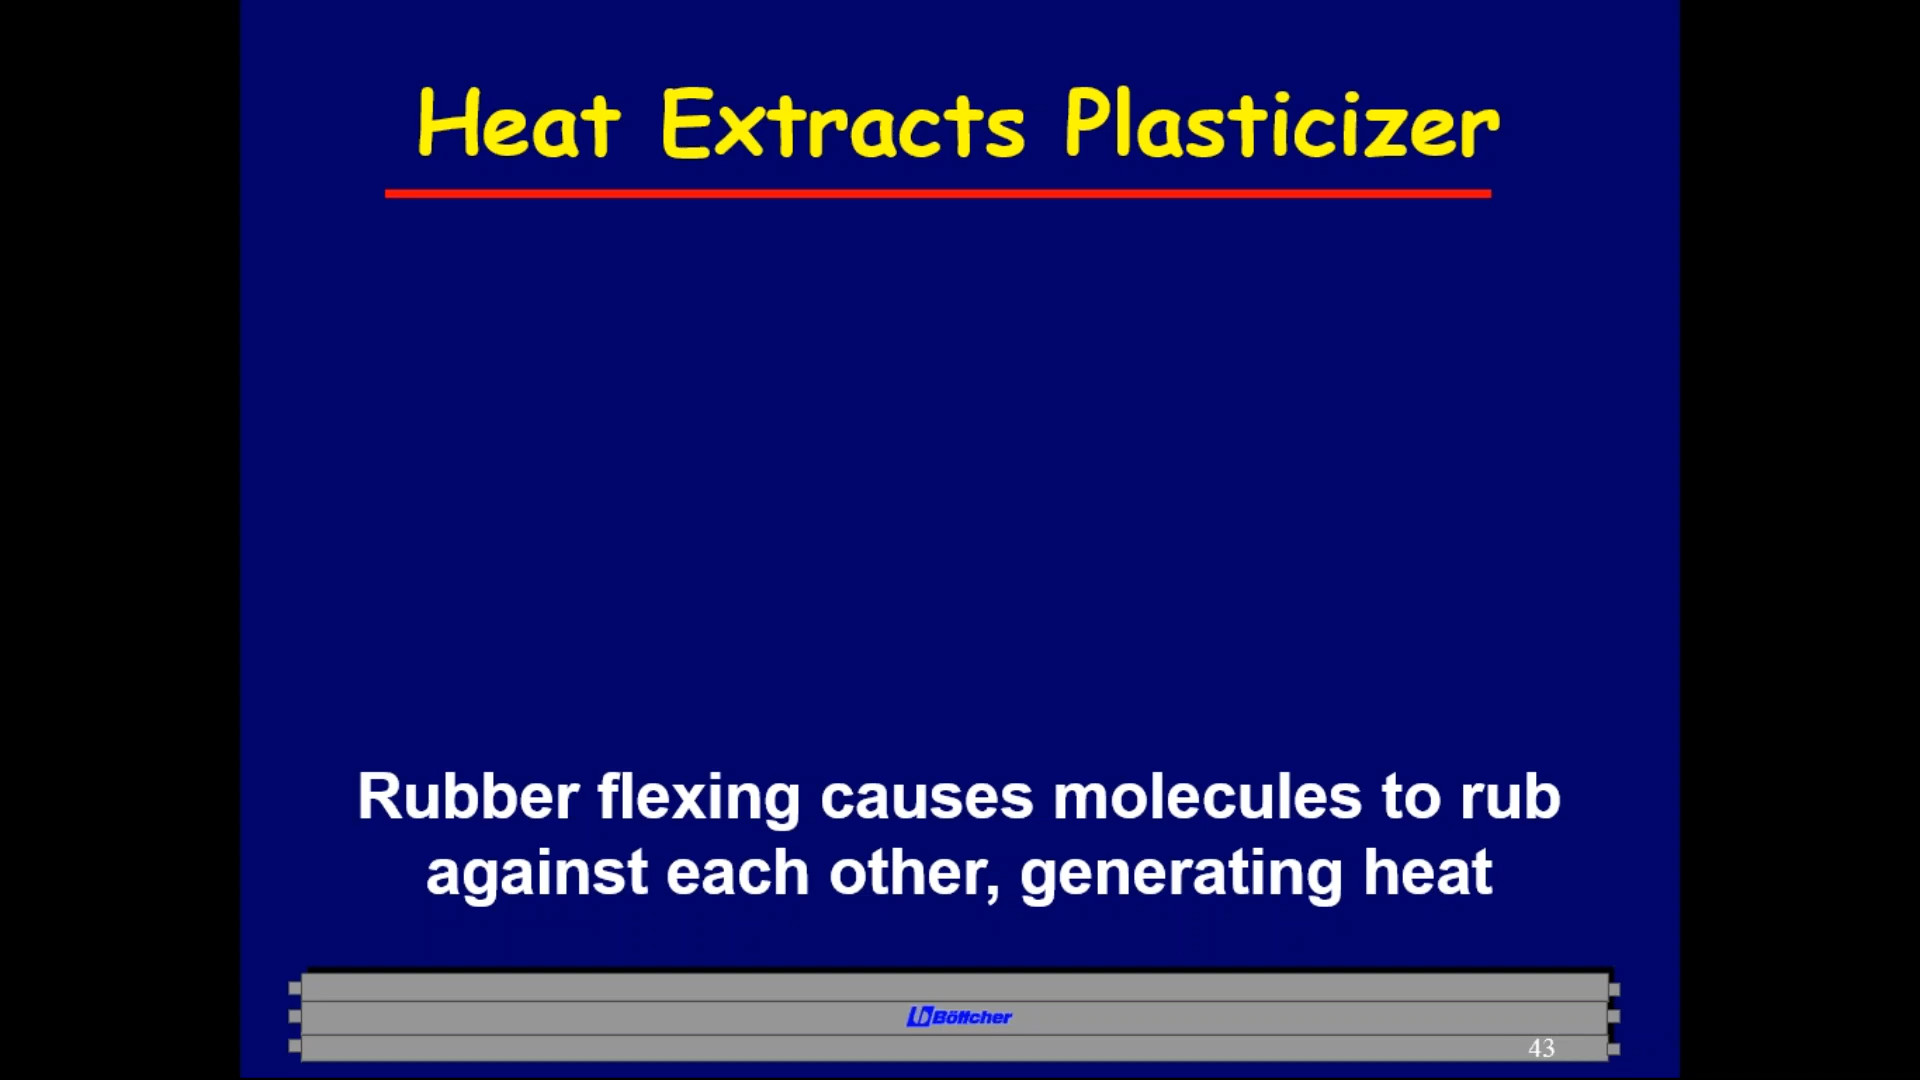 Heat Extracts Plasticizer
Rubber flexing causes molecules to rub
against each other, generating heat
Böttcher
43